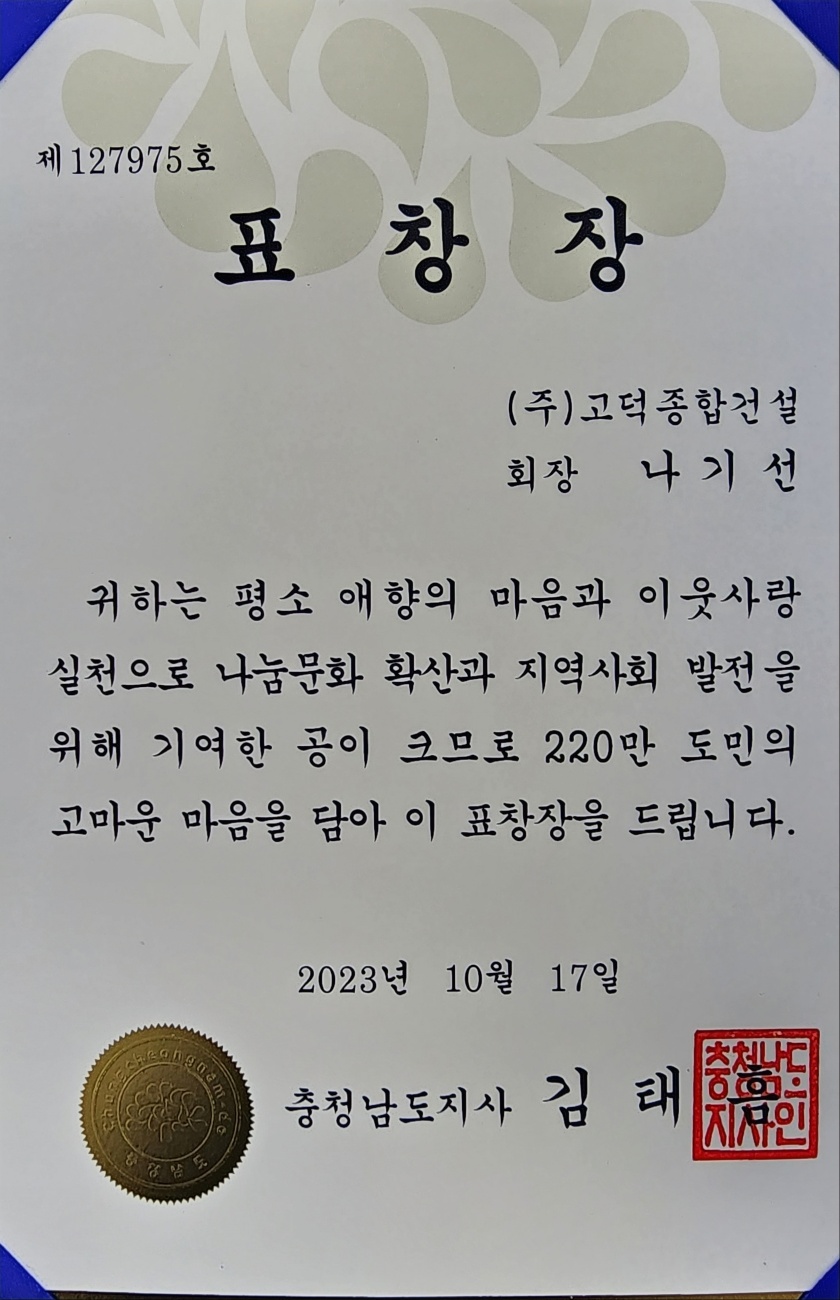 제127975호
표 창 장
(주)고덕종합건설
회장 나 기 선
귀하는 평소 애향의 마음과 이웃사랑
실천으로 나눔문화 확산과 지역사회 발전을
위해 기여한 공이 크므로 220만 도민의
고마운 마음을 담아 이 표창장을 드립니다.
2023년 10월 17일
충청남도지사 김 태 흠
충청남도
지사인